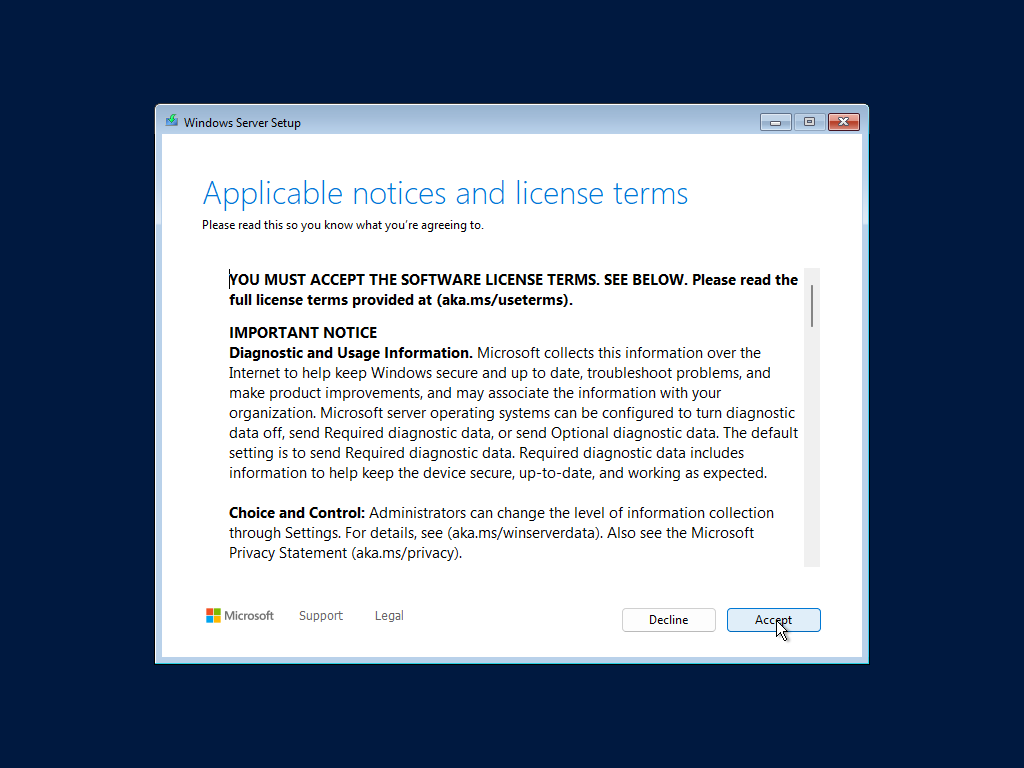 Windows Server Setup
Applicable notices and license terms
Please read this so you know what you're agreeing to.
YOU MUST ACCEPT THE SOFTWARE LICENSE TERMS. SEE BELOW. Please read the
full license terms provided at (aka.ms/useterms).
IMPORTANT NOTICE
Diagnostic and Usage Information. Microsoft collects this information over the
Internet to help keep Windows secure and up to date, troubleshoot problems, and
make product improvements, and may associate the information with your
organization. Microsoft server operating systems can be configured to turn diagnostic
data off, send Required diagnostic data, or send Optional diagnostic data. The default
setting is to send Required diagnostic data. Required diagnostic data includes
information to help keep the device secure, up-to-date, and working as expected.
Choice and Control: Administrators can change the level of information collection
through Settings. For details, see (aka.ms/winserverdata). Also see the Microsoft
Privacy Statement (aka.ms/privacy).
Microsoft Support Legal Decline Accept